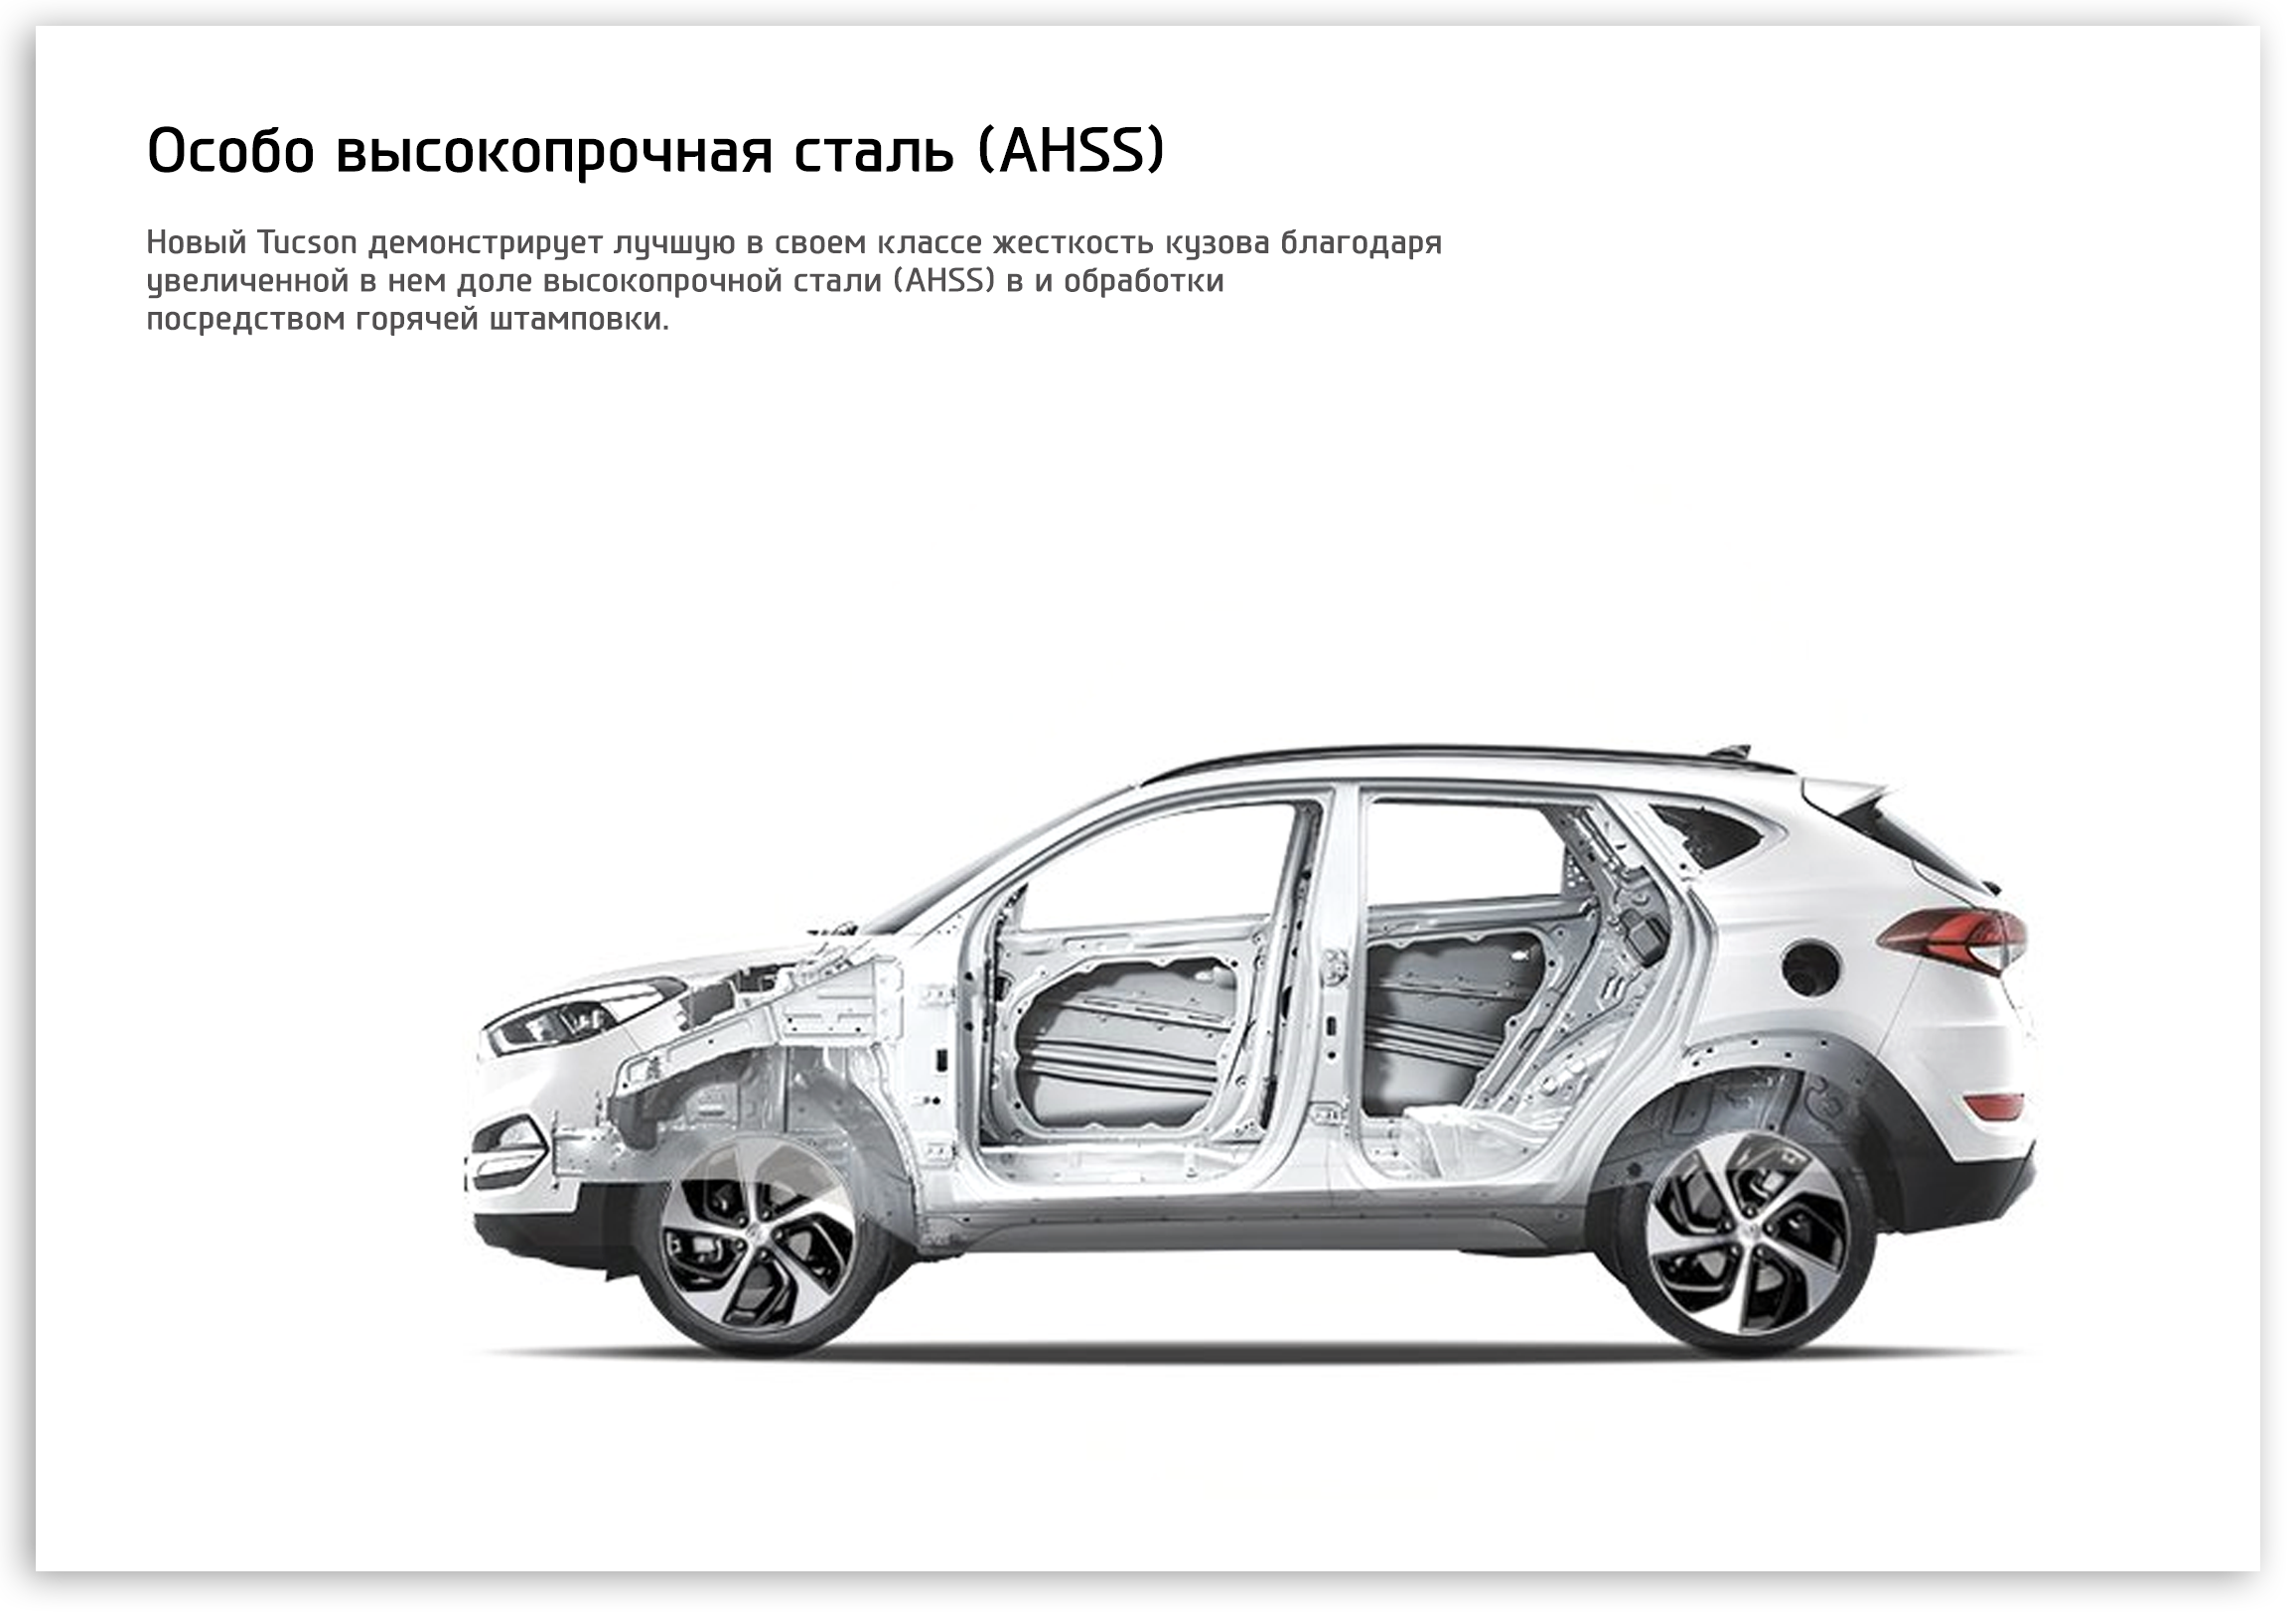 Особо высокопрочная сталь (AHSS)
Новый Tucson демонстрирует лучшую в своем классе жесткость кузова благодаря
увеличенной в нем доле высокопрочной стали (AHSS) в и обработки
посредством горячей штамповки.